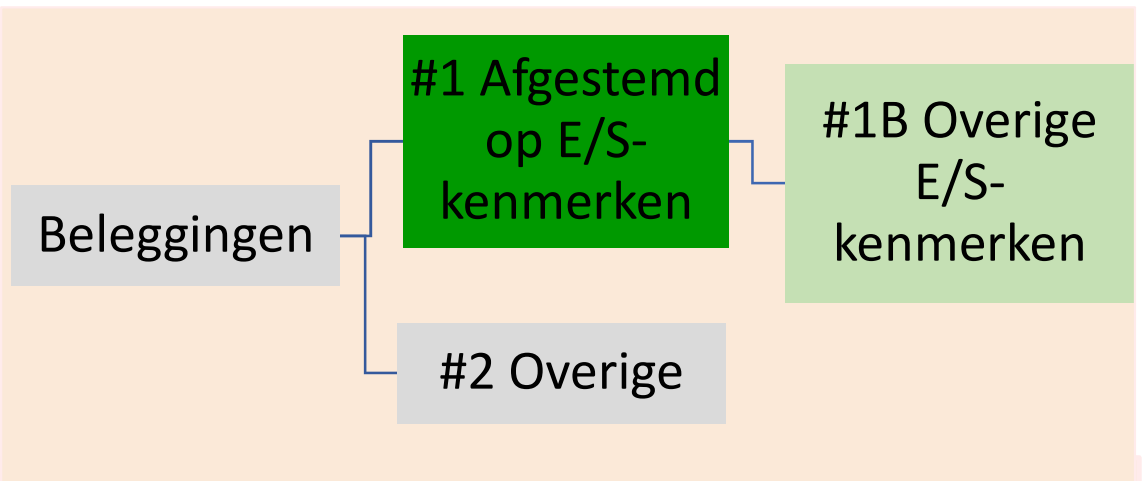 #1 Afgestemd
op E/S-
kenmerken
#1B Overige
E/S-
kenmerken
Beleggingen
#2 Overige